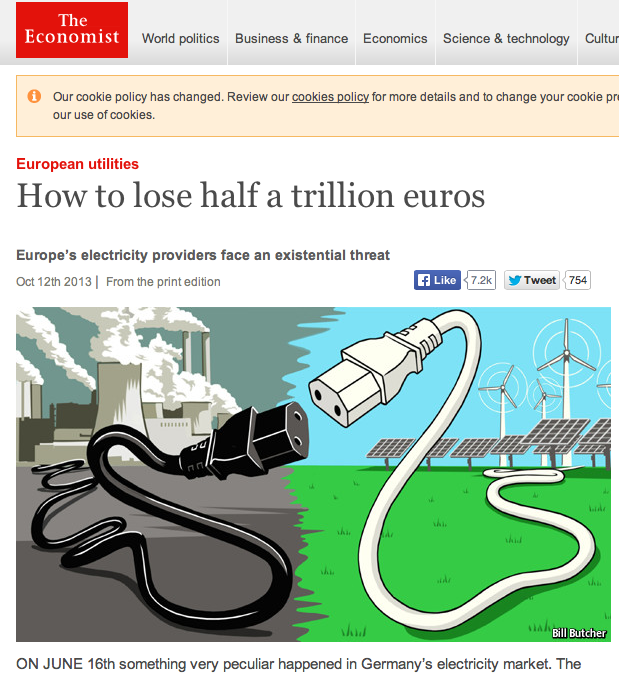 The
Economist
World politics
Business & finance
Economics
Science & technology
Cultur
Our cookie policy has changed. Review our cookies policy for more details and to change your cookie pre
our use of cookies.
European utilities
How to lose half a trillion euros
Europe's electricity providers face an existential threat
Oct 12th 2013 | From the print edition
Like 7.2k Tweet 754
Bill Butcher
ON JUNE 16th something very peculiar happened in Germany's electricity market. The